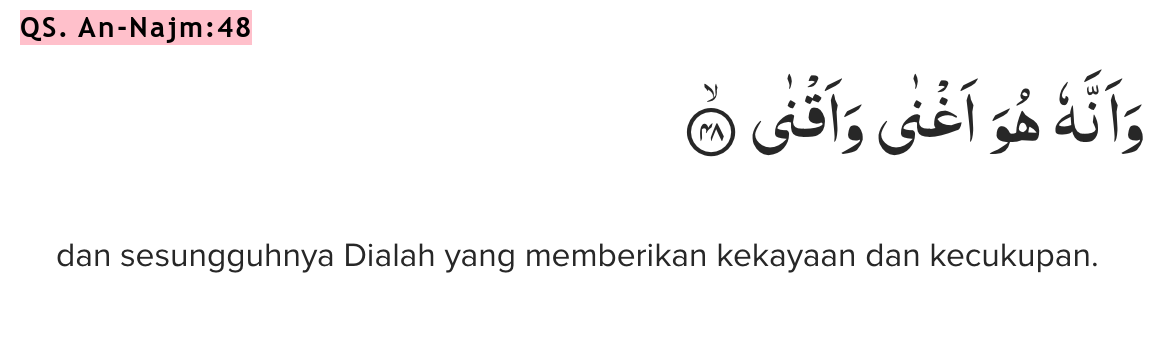 QS. An-Najm:48
وَاَنَّهٗ هُوَ اَغْنٰى وَاَقْنٰىۙ ٤٨
dan sesungguhnya Dialah yang memberikan kekayaan dan kecukupan.